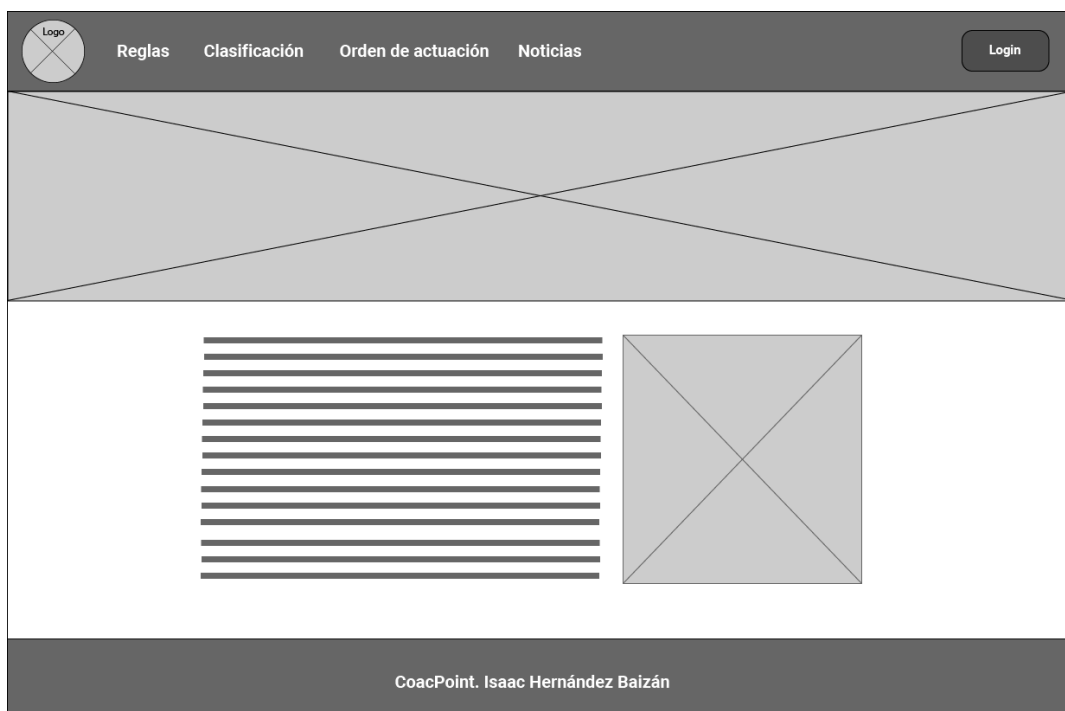 Logo
Reglas Clasificación Orden de actuación Noticias Login
CoacPoint. Isaac Hernández Baizán